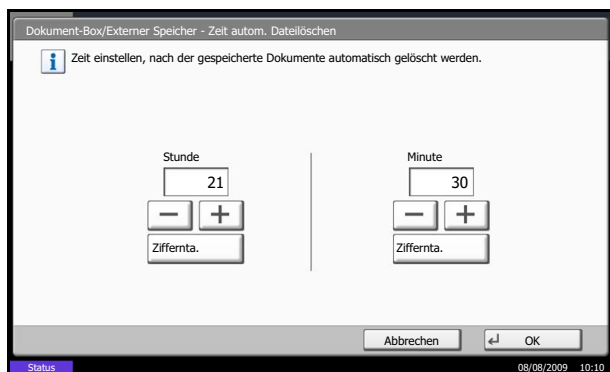 Dokument-Box/Externer Speicher - Zeit autom. Dateilöschen
Zeit einstellen, nach der gespeicherte Dokumente automatisch gelöscht werden.
Stunde
21
Ziffernta.
Minute
30
Ziffernta.
Abbrechen
OK
Status
08/08/2009 10:10